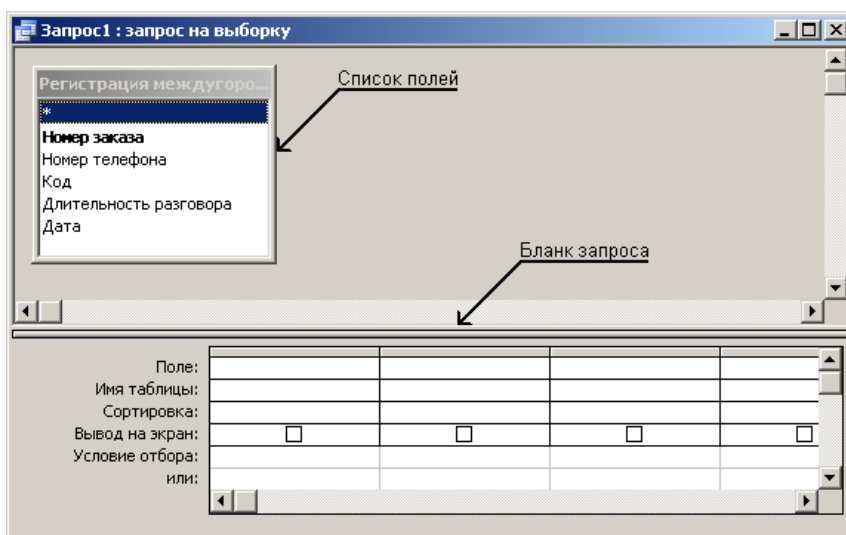 Запрос1 : запрос на выборку
Регистрация междугоро...
Список полей
*
Номер заказа
Номер телефона
Код
Длительность разговора
Дата
Бланк запроса
Поле:
Имя таблицы:
Сортировка:
Вывод на экран:
Условие отбора:
или: